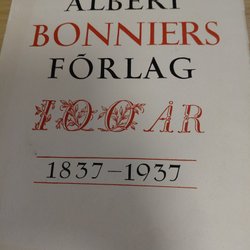 ALBERT
BONNIERS
FÖRLAG
100 ÅR
1837-1937